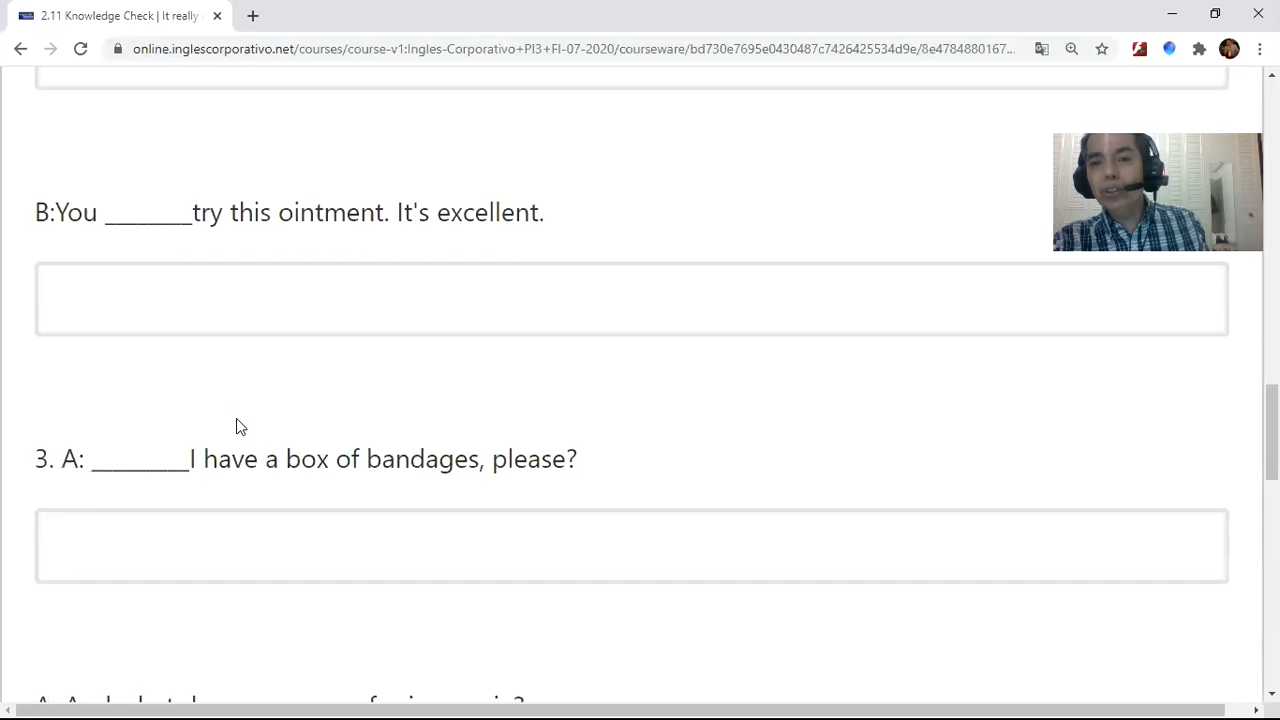 2.11 Knowledge Check | It really
online.inglescorporativo.net/courses/course-v1:Ingles-Corporativo+PI3+FI-07-2020/courseware/bd730e7695e0430487c7426425534d9e/8e4784880167...
B:You ________try this ointment. It's excellent.
3. A: _________I have a box of bandages, please?